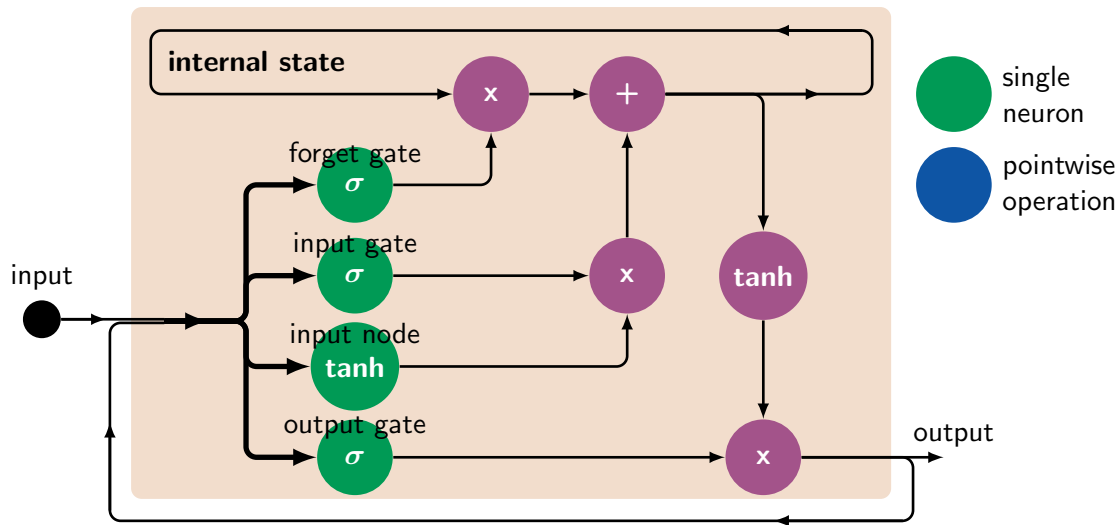 internal state
x
+
single
neuron
forget gate
σ
pointwise
operation
input gate
σ
x
tanh
input
input node
tanh
output gate
σ
x
output